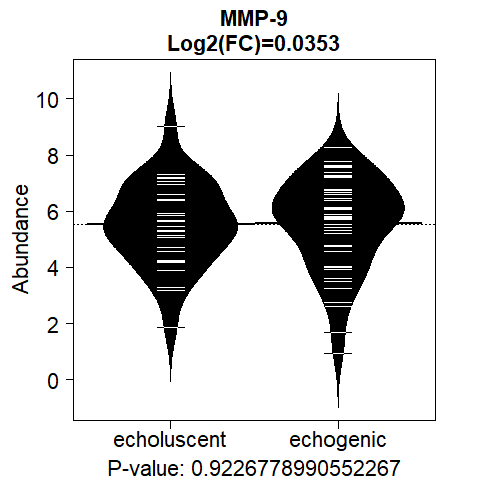 MMP-9
Log2(FC)=0.0353
Abundance
10
8
6
4
2
0
echoluscent echogenic
P-value: 0.9226778990552267